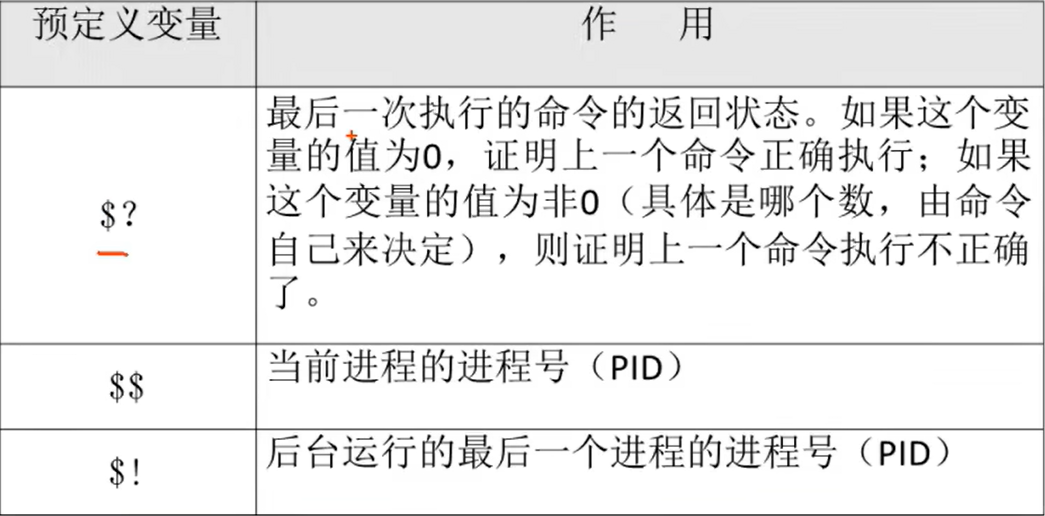 预定义变量 作 用
最后一次执行的命令的返回状态。如果这个变
量的值为0，证明上一个命令正确执行；如果
$? 这个变量的值为非0（具体是哪个数，由命令
自己来决定），则证明上一个命令执行不正确
了。
$$ 当前进程的进程号（PID）
$! 后台运行的最后一个进程的进程号（PID）